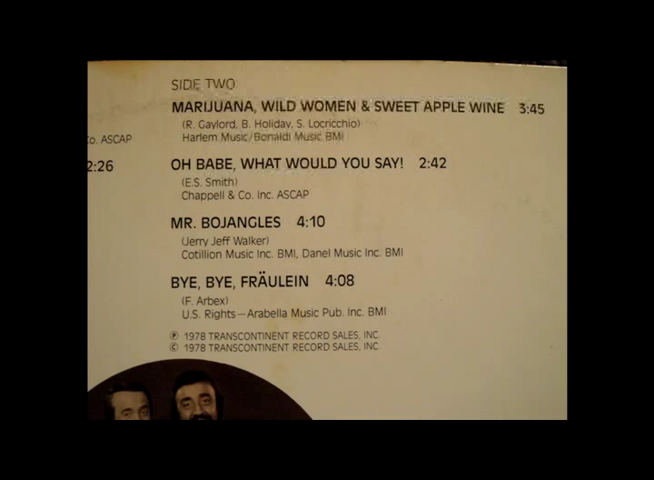 SIDE TWO
MARIJUANA, WILD WOMEN & SWEET APPLE WINE 3:45
(R. Gaylord, B. Holiday, S. Locricchio)
Co. ASCAP
Harlem Music/Bonaldi Music BMI
2:26
OH BABE, WHAT WOULD YOU SAY! 2:42
(E.S. Smith)
Chappell & Co. Inc. ASCAP
MR. BOJANGLES 4:10
(Jerry Jeff Walker)
Cotillion Music Inc. BMI, Danel Music Inc. BMI
BYE, BYE, FRÄULEIN 4:08
(F. Arbex)
U.S. Rights—Arabella Music Pub. Inc. BMI
℗ 1978 TRANSCONTINENT RECORD SALES, INC.
© 1978 TRANSCONTINENT RECORD SALES, INC.